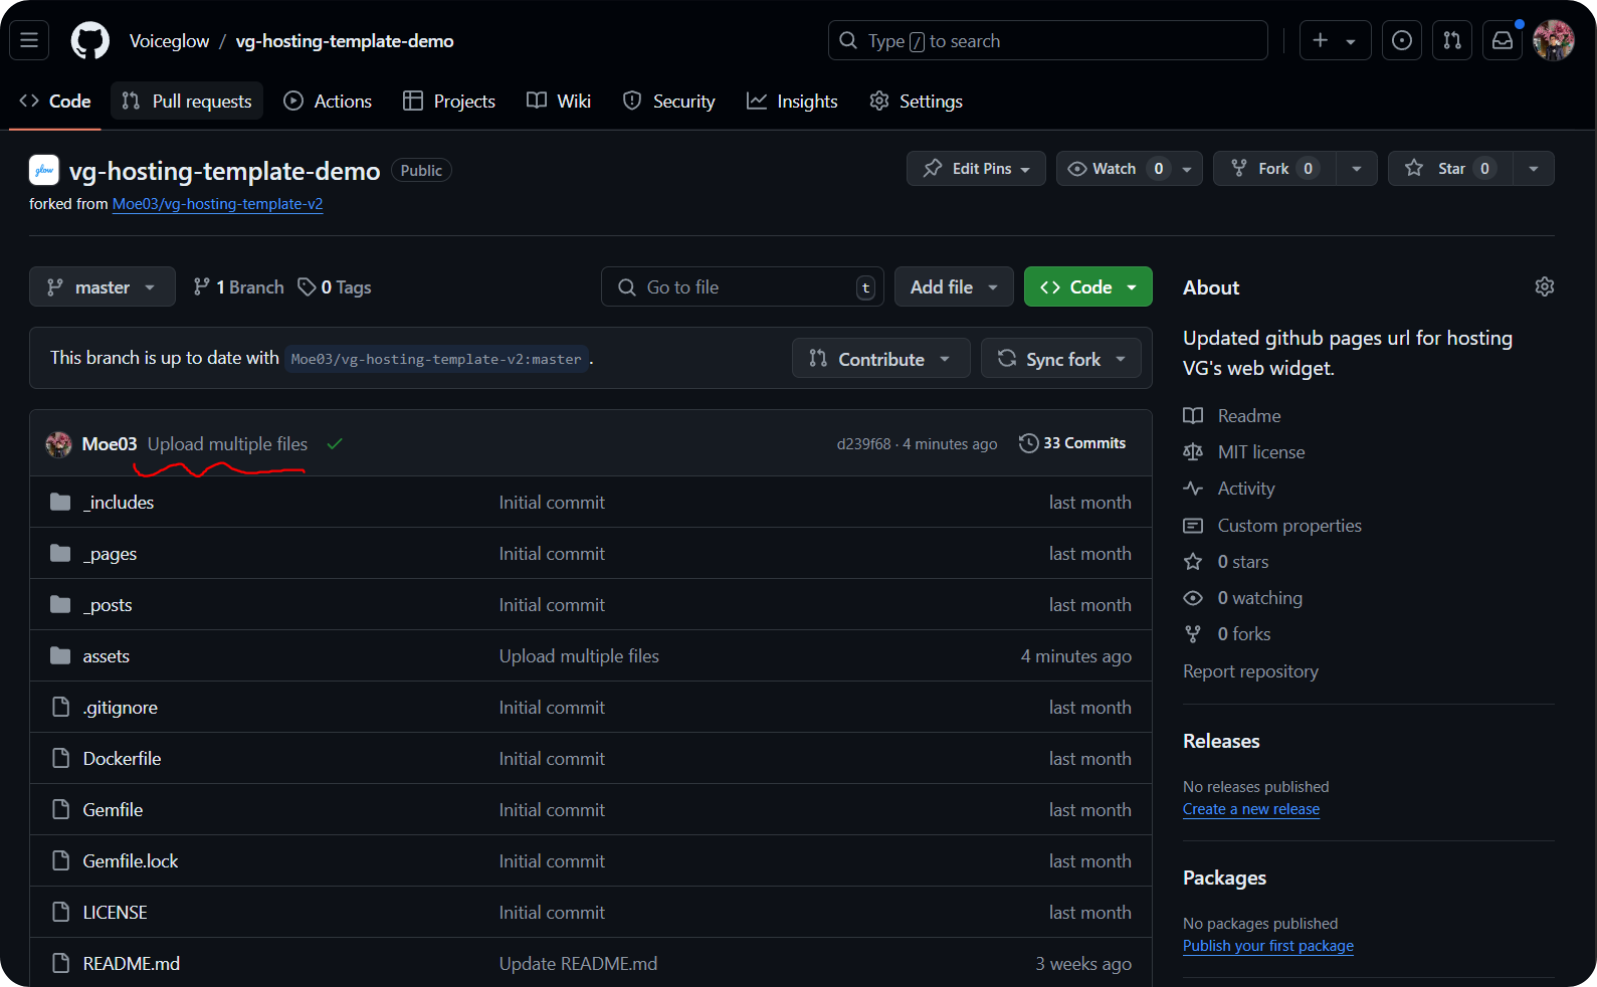 Voiceglow / vg-hosting-template-demo
Type / to search
Code Pull requests Actions Projects Wiki Security Insights Settings
glow vg-hosting-template-demo Public
Edit Pins Watch 0 Fork 0 Star 0
forked from Moe03/vg-hosting-template-v2
master 1 Branch 0 Tags Go to file t Add file Code
This branch is up to date with Moe03/vg-hosting-template-v2:master .
Contribute Sync fork
Moe03 Upload multiple files d239f68 · 4 minutes ago 33 Commits
_includes Initial commit last month
_pages Initial commit last month
_posts Initial commit last month
assets Upload multiple files 4 minutes ago
.gitignore Initial commit last month
Dockerfile Initial commit last month
Gemfile Initial commit last month
Gemfile.lock Initial commit last month
LICENSE Initial commit last month
README.md Update README.md 3 weeks ago
About
Updated github pages url for hosting
VG's web widget.
Readme
MIT license
Activity
Custom properties
0 stars
0 watching
0 forks
Report repository
Releases
No releases published
Create a new release
Packages
No packages published
Publish your first package